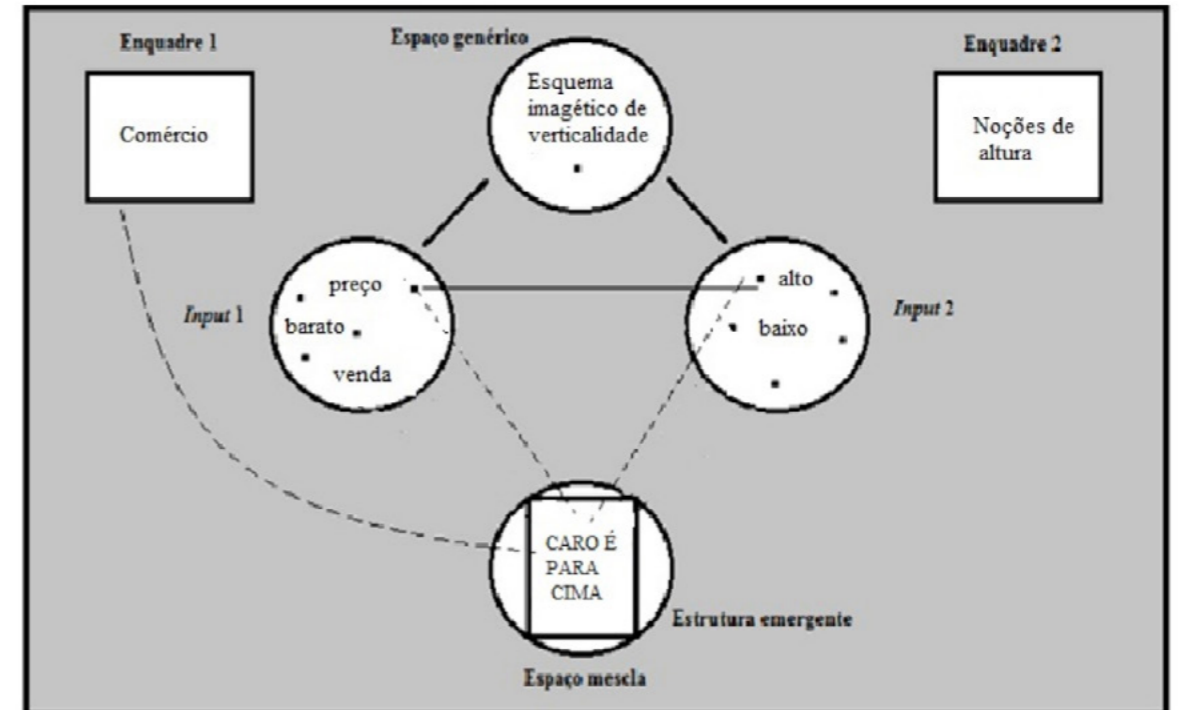 Enquadre 1
Espaço genérico
Enquadre 2
Comércio
Esquema
imagético de
verticalidade
Noções de
altura
Input 1
preço
barato
venda
alto
baixo
Input 2
CARO É
PARA
CIMA
Estrutura emergente
Espaço mescla